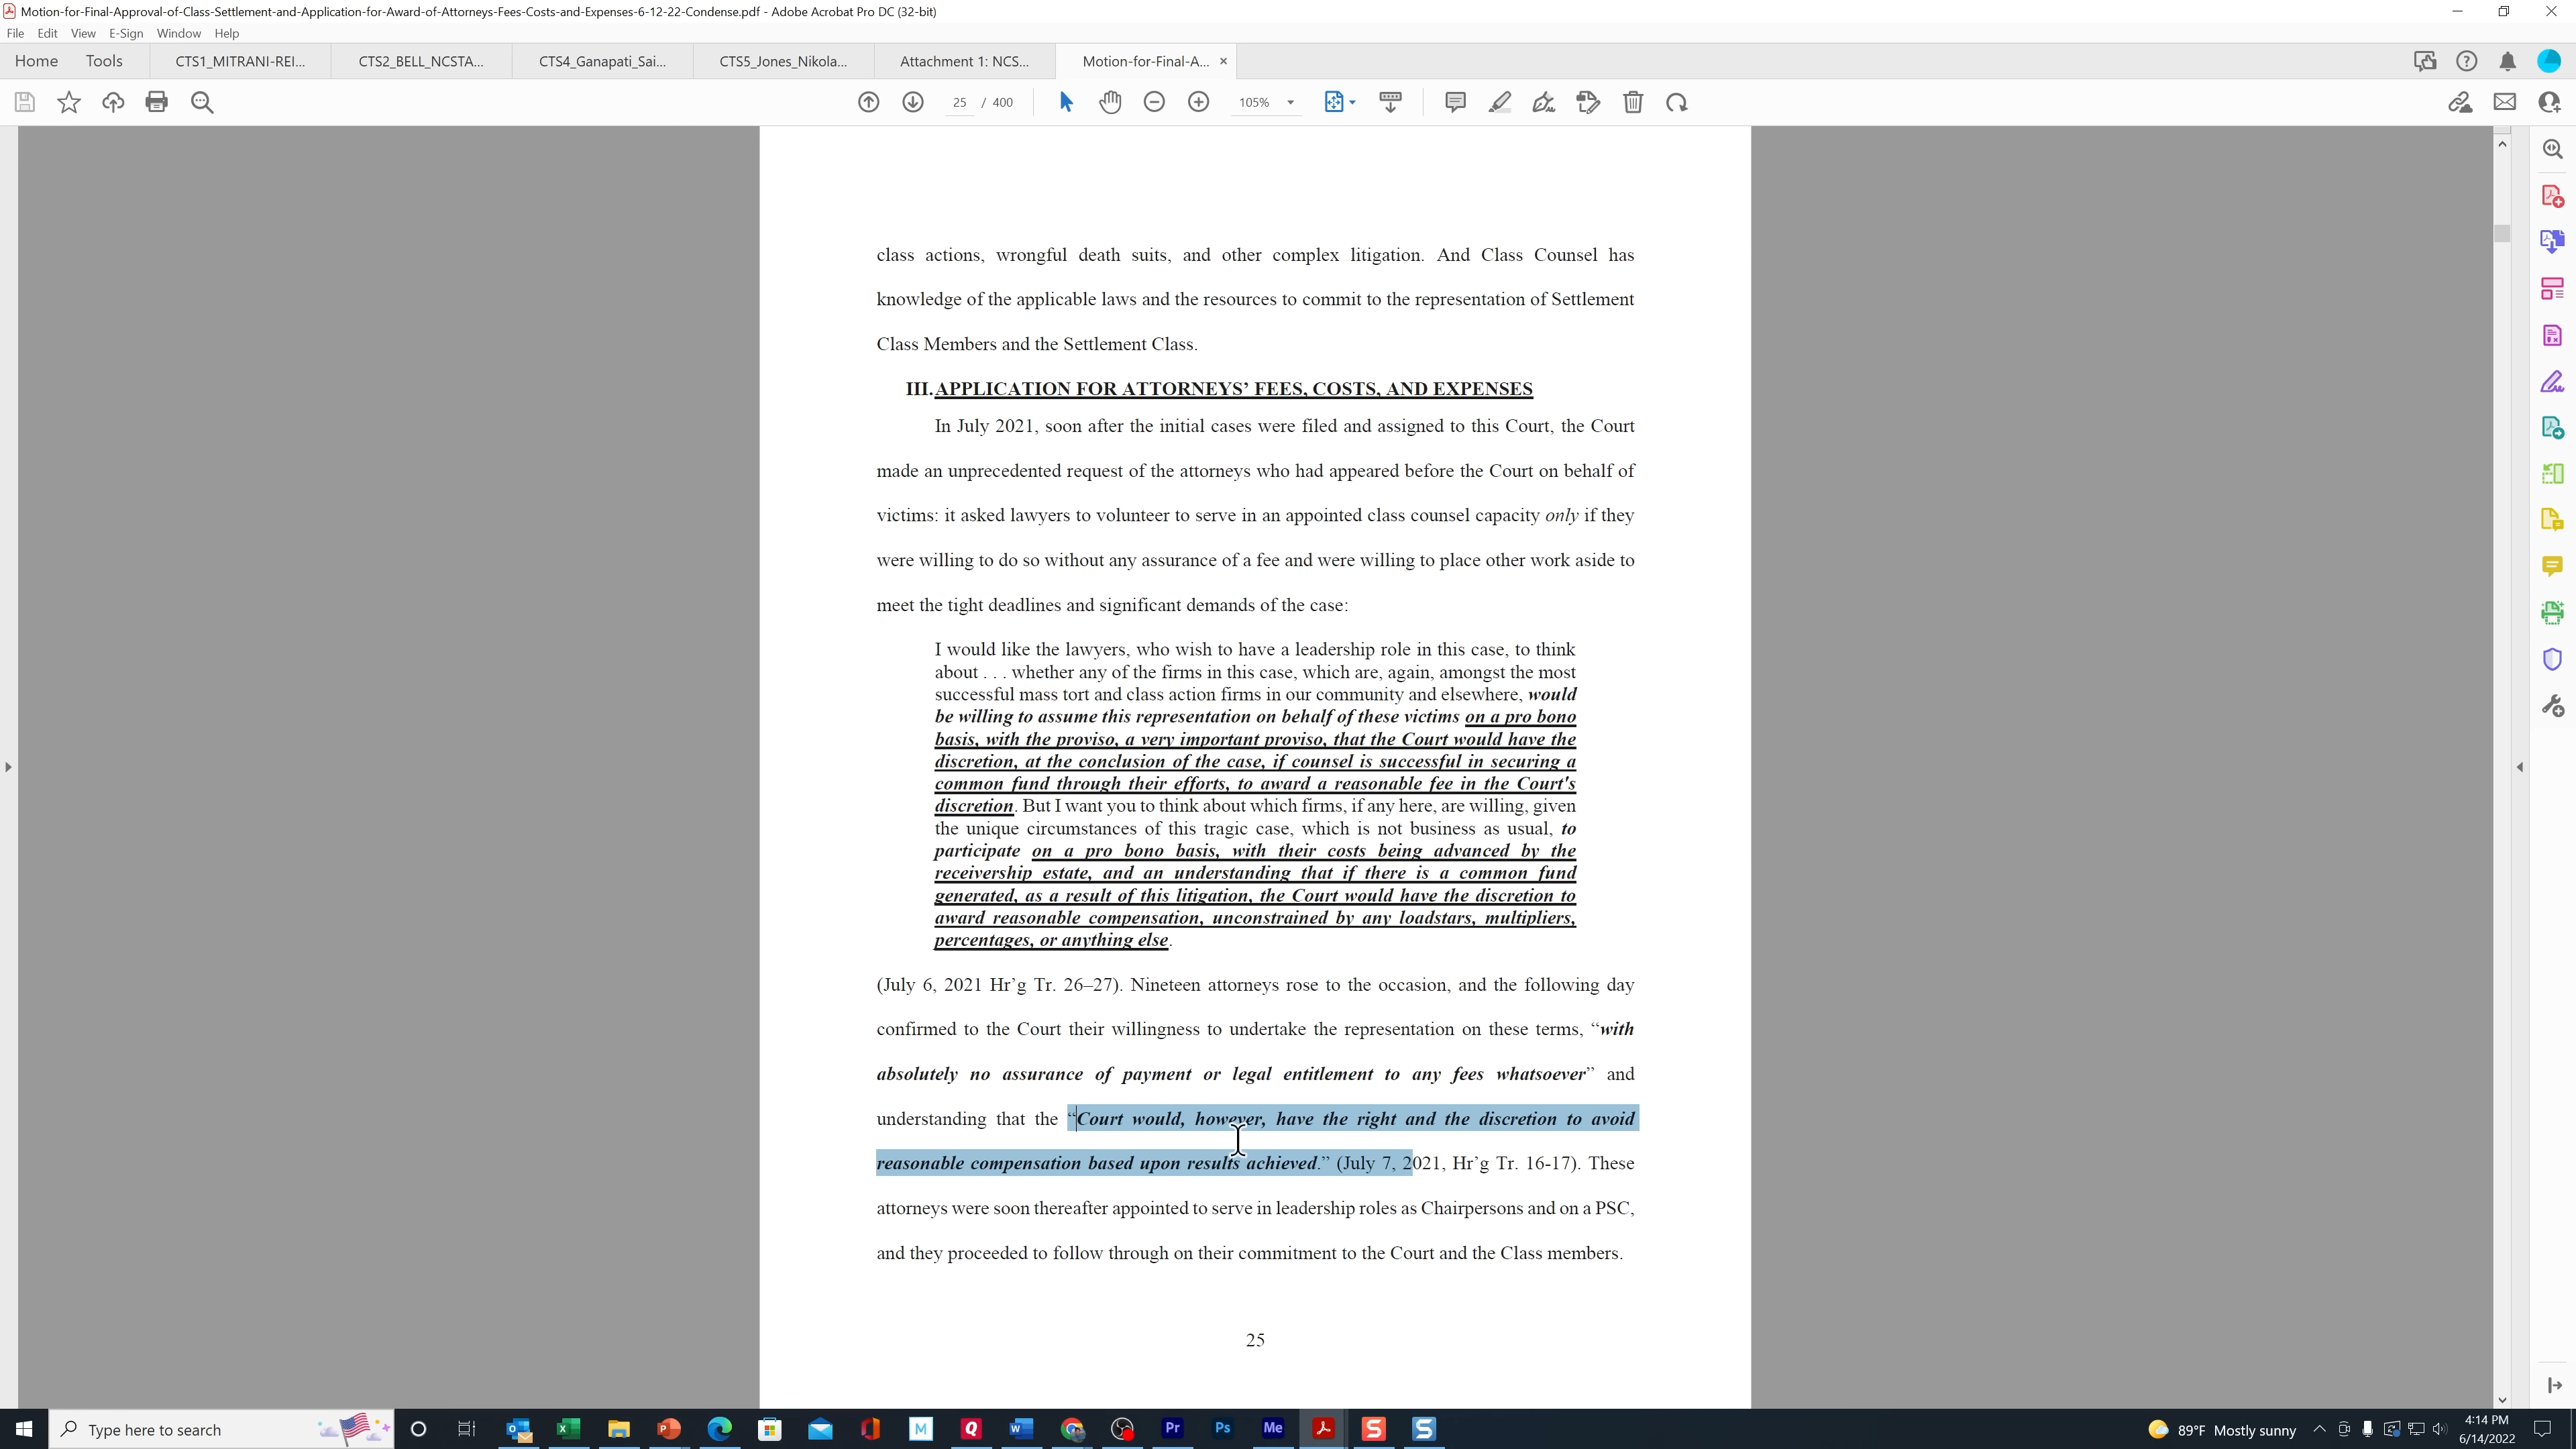 Motion-for-Final-Approval-of-Class-Settlement-and-Application-for-Award-of-Attorneys-Fees-Costs-and-Expenses-6-12-22-Condense.pdf - Adobe Acrobat Pro DC (32-bit)
File Edit View E-Sign Window Help
Home Tools CTS1_MITRANI-REI... CTS2_BELL_NCSTA... CTS4_Ganapati_Sai... CTS5_Jones_Nikola... Attachment 1: NCS... Motion-for-Final-A... ×
25 / 400 105%
class actions, wrongful death suits, and other complex litigation. And Class Counsel has
knowledge of the applicable laws and the resources to commit to the representation of Settlement
Class Members and the Settlement Class.
III. APPLICATION FOR ATTORNEYS’ FEES, COSTS, AND EXPENSES
In July 2021, soon after the initial cases were filed and assigned to this Court, the Court
made an unprecedented request of the attorneys who had appeared before the Court on behalf of
victims: it asked lawyers to volunteer to serve in an appointed class counsel capacity only if they
were willing to do so without any assurance of a fee and were willing to place other work aside to
meet the tight deadlines and significant demands of the case:
I would like the lawyers, who wish to have a leadership role in this case, to think
about . . . whether any of the firms in this case, which are, again, amongst the most
successful mass tort and class action firms in our community and elsewhere, would
be willing to assume this representation on behalf of these victims on a pro bono
basis, with the proviso, a very important proviso, that the Court would have the
discretion, at the conclusion of the case, if counsel is successful in securing a
common fund through their efforts, to award a reasonable fee in the Court's
discretion. But I want you to think about which firms, if any here, are willing, given
the unique circumstances of this tragic case, which is not business as usual, to
participate on a pro bono basis, with their costs being advanced by the
receivership estate, and an understanding that if there is a common fund
generated, as a result of this litigation, the Court would have the discretion to
award reasonable compensation, unconstrained by any loadstars, multipliers,
percentages, or anything else.
(July 6, 2021 Hr’g Tr. 26–27). Nineteen attorneys rose to the occasion, and the following day
confirmed to the Court their willingness to undertake the representation on these terms, “with
absolutely no assurance of payment or legal entitlement to any fees whatsoever” and
understanding that the “Court would, however, have the right and the discretion to avoid
reasonable compensation based upon results achieved.” (July 7, 2021, Hr’g Tr. 16-17). These
attorneys were soon thereafter appointed to serve in leadership roles as Chairpersons and on a PSC,
and they proceeded to follow through on their commitment to the Court and the Class members.
25
Type here to search
M Q W Pr Ps Me S S
89°F Mostly sunny
4:14 PM
6/14/2022